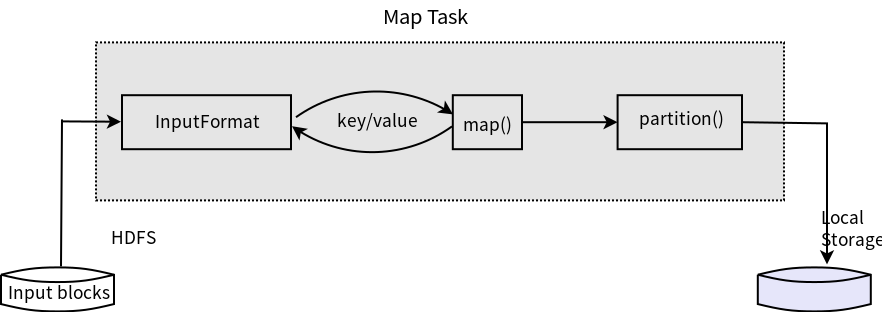 Map Task
InputFormat
key/value
map()
partition()
HDFS
Input blocks
Local
Storage